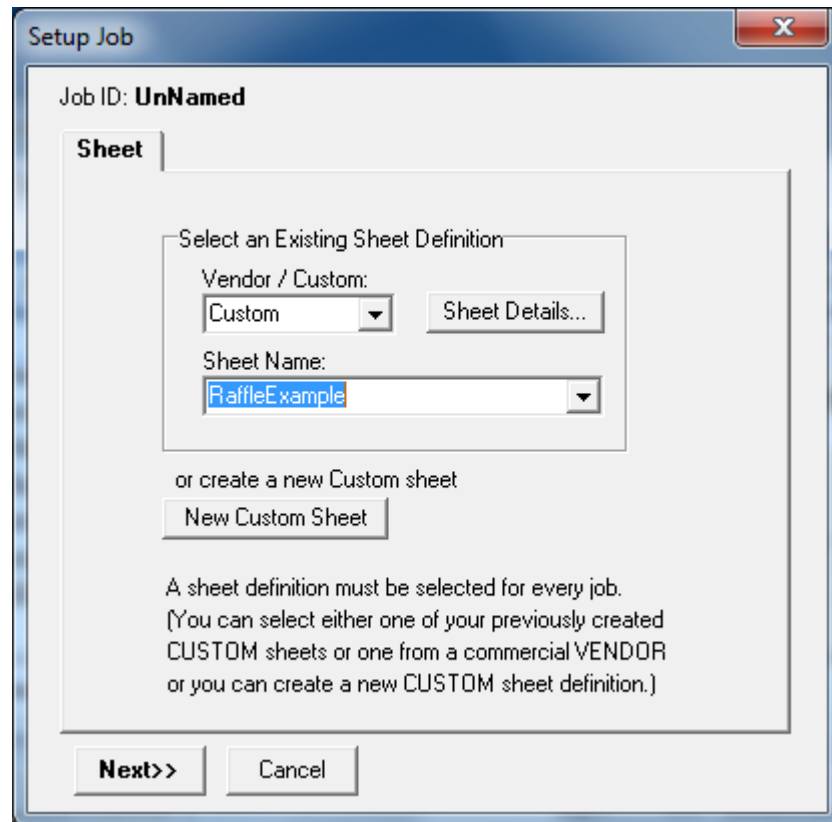 Setup Job
X
Job ID: UnNamed
Sheet
Select an Existing Sheet Definition
Vendor / Custom:
Custom
Sheet Details...
Sheet Name:
RaffleExample
or create a new Custom sheet
New Custom Sheet
A sheet definition must be selected for every job.
(You can select either one of your previously created
CUSTOM sheets or one from a commercial VENDOR
or you can create a new CUSTOM sheet definition.)
Next>>
Cancel